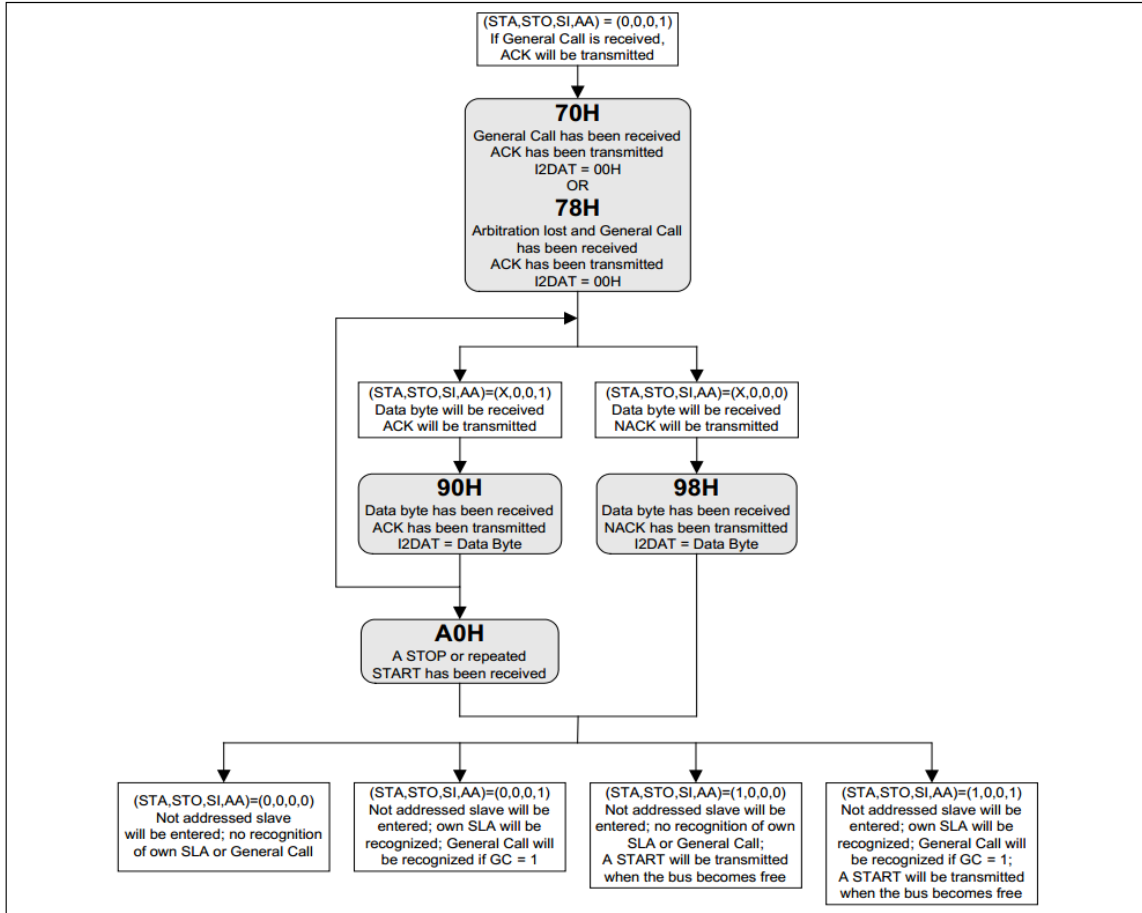 (STA,STO,SI,AA) = (0,0,0,1)
If General Call is received,
ACK will be transmitted
70H
General Call has been received
ACK has been transmitted
I2DAT = 00H
OR
78H
Arbitration lost and General Call
has been received
ACK has been transmitted
I2DAT = 00H
(STA,STO,SI,AA)=(X,0,0,1)
Data byte will be received
ACK will be transmitted
(STA,STO,SI,AA)=(X,0,0,0)
Data byte will be received
NACK will be transmitted
90H
Data byte has been received
ACK has been transmitted
I2DAT = Data Byte
98H
Data byte has been received
NACK has been transmitted
I2DAT = Data Byte
A0H
A STOP or repeated
START has been received
(STA,STO,SI,AA)=(0,0,0,0)
Not addressed slave
will be entered; no recognition
of own SLA or General Call
(STA,STO,SI,AA)=(0,0,0,1)
Not addressed slave will be
entered; own SLA will be
recognized; General Call will
be recognized if GC = 1
(STA,STO,SI,AA)=(1,0,0,0)
Not addressed slave will be
entered; no recognition of own
SLA or General Call;
A START will be transmitted
when the bus becomes free
(STA,STO,SI,AA)=(1,0,0,1)
Not addressed slave will be
entered; own SLA will be
recognized; General Call will
be recognized if GC = 1;
A START will be transmitted
when the bus becomes free